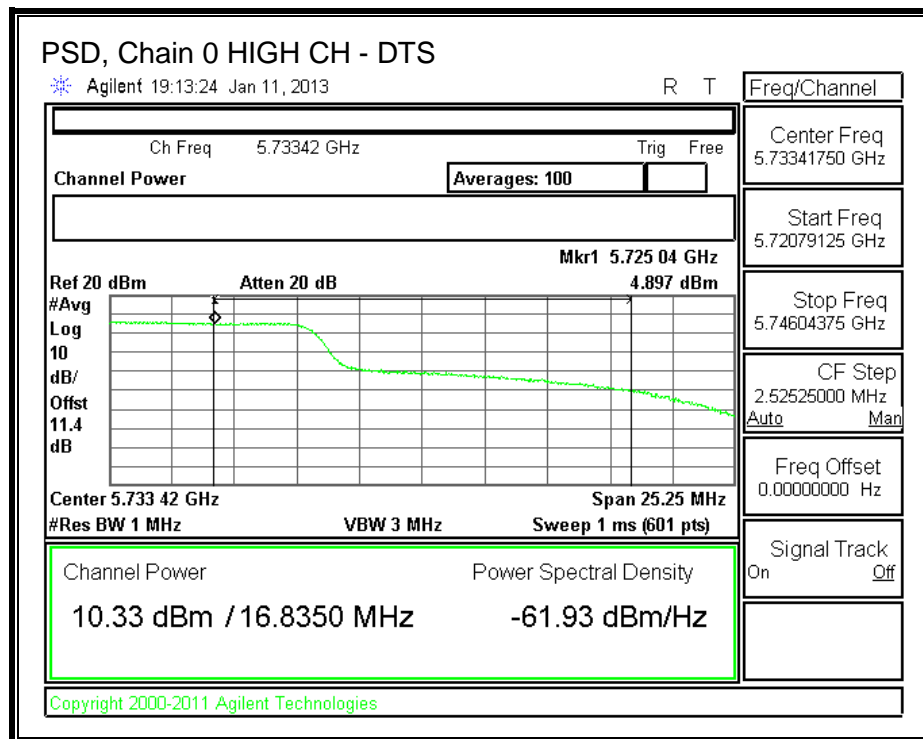 PSD, Chain 0 HIGH CH - DTS
Agilent 19:13:24 Jan 11, 2013 R T
Freq/Channel
Ch Freq 5.73342 GHz Trig Free
Channel Power Averages: 100
Mkr1 5.725 04 GHz
Ref 20 dBm Atten 20 dB 4.897 dBm
#Avg
Log
10
dB/
Offst
11.4
dB
Center 5.733 42 GHz Span 25.25 MHz
#Res BW 1 MHz VBW 3 MHz Sweep 1 ms (601 pts)
Channel Power Power Spectral Density
10.33 dBm / 16.8350 MHz -61.93 dBm/Hz
Center Freq
5.73341750 GHz
Start Freq
5.72079125 GHz
Stop Freq
5.74604375 GHz
CF Step
2.52525000 MHz
Auto Man
Freq Offset
0.00000000 Hz
Signal Track
On Off
Copyright 2000-2011 Agilent Technologies